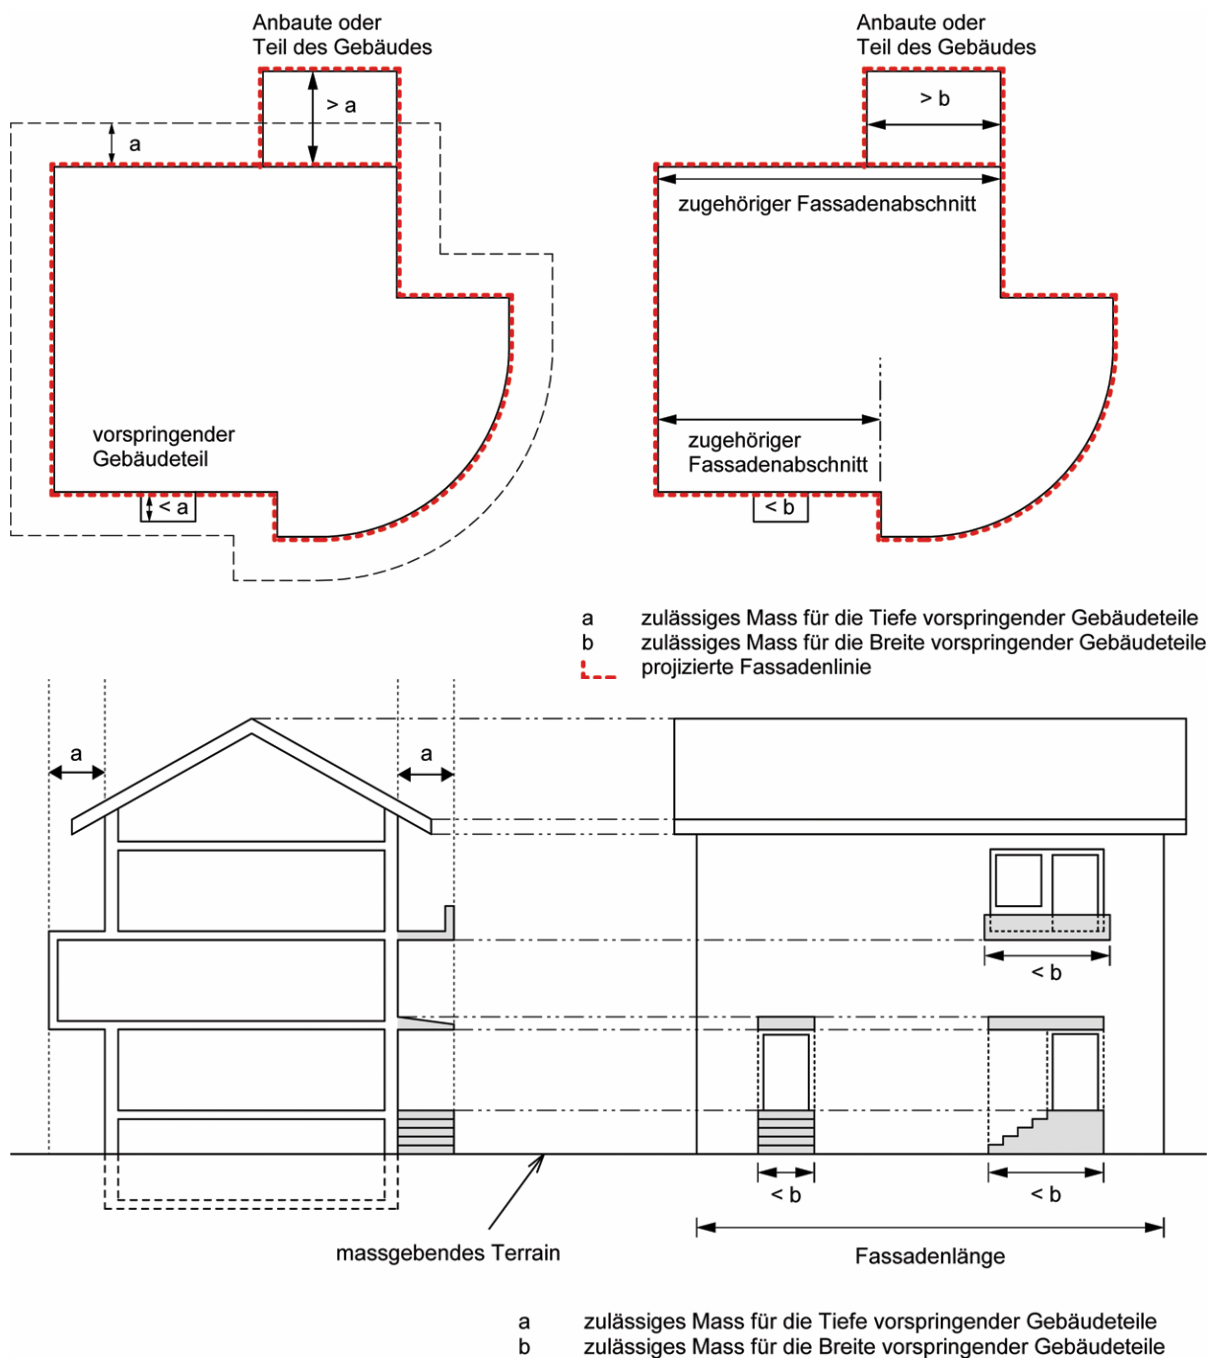 Anbaute oder
Teil des Gebäudes
> a
a
vorspringender
Gebäudeteil
< a
Anbaute oder
Teil des Gebäudes
> b
zugehöriger Fassadenabschnitt
zugehöriger
Fassadenabschnitt
< b
a zulässiges Mass für die Tiefe vorspringender Gebäudeteile
b zulässiges Mass für die Breite vorspringender Gebäudeteile
projizierte Fassadenlinie
a
a
< b
< b
< b
massgebendes Terrain
Fassadenlänge
a zulässiges Mass für die Tiefe vorspringender Gebäudeteile
b zulässiges Mass für die Breite vorspringender Gebäudeteile